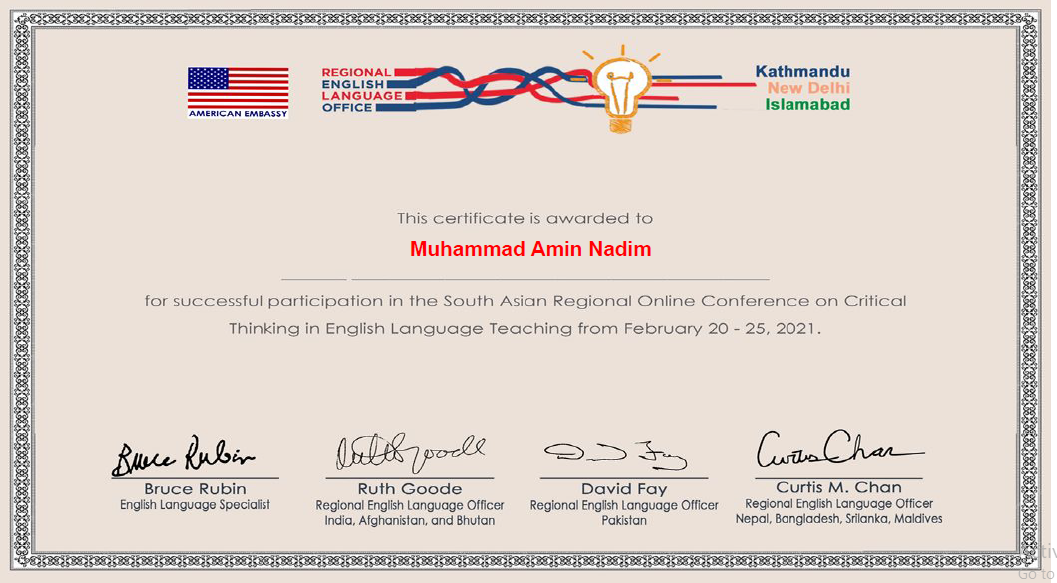 AMERICAN EMBASSY
REGIONAL
ENGLISH
LANGUAGE
OFFICE
Kathmandu
New Delhi
Islamabad
This certificate is awarded to
Muhammad Amin Nadim
for successful participation in the South Asian Regional Online Conference on Critical
Thinking in English Language Teaching from February 20 - 25, 2021.
Bruce Rubin
Bruce Rubin
English Language Specialist
Ruth Goode
Ruth Goode
Regional English Language Officer
India, Afghanistan, and Bhutan
David Fay
Regional English Language Officer
Pakistan
Curtis Chan
Curtis M. Chan
Regional English Language Officer
Nepal, Bangladesh, Srilanka, Maldives
Go to